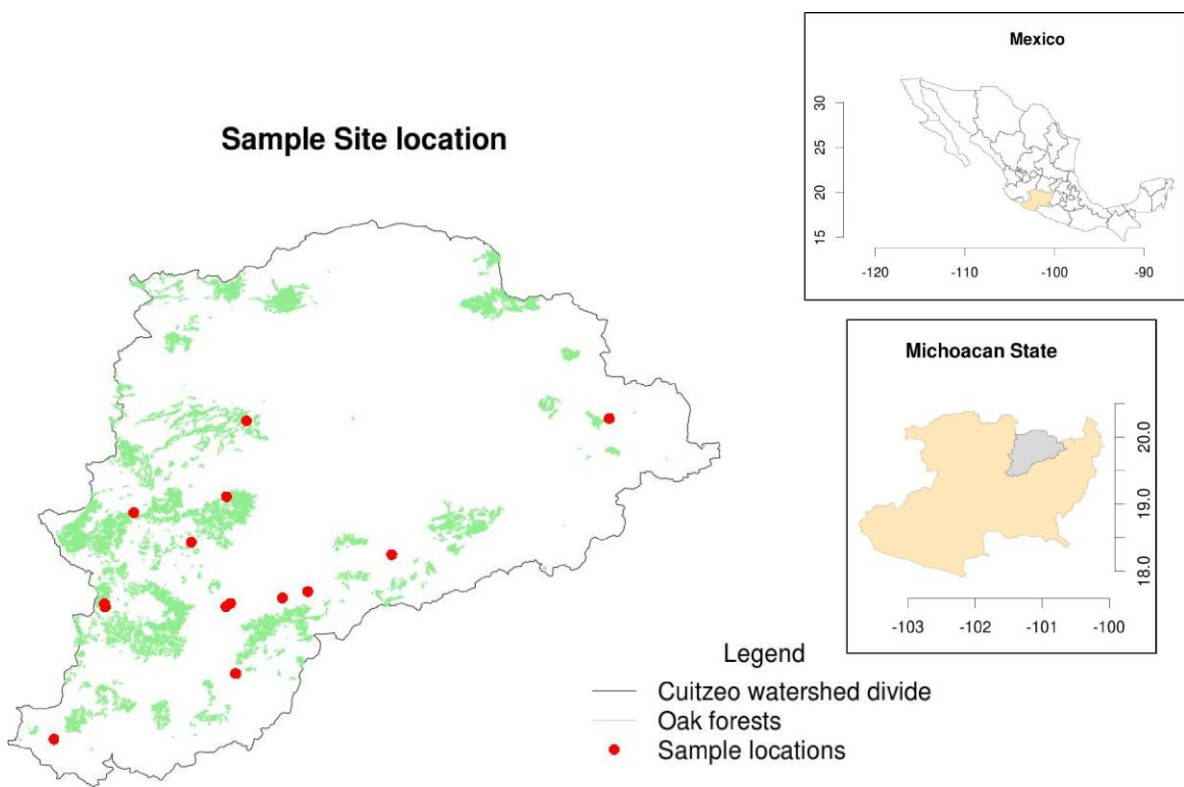 Sample Site location
Mexico
30
25
20
15
-120 -110 -100 -90
Michoacan State
20.0
19.0
18.0
-103 -102 -101 -100
Legend
Cuitzeo watershed divide
Oak forests
Sample locations